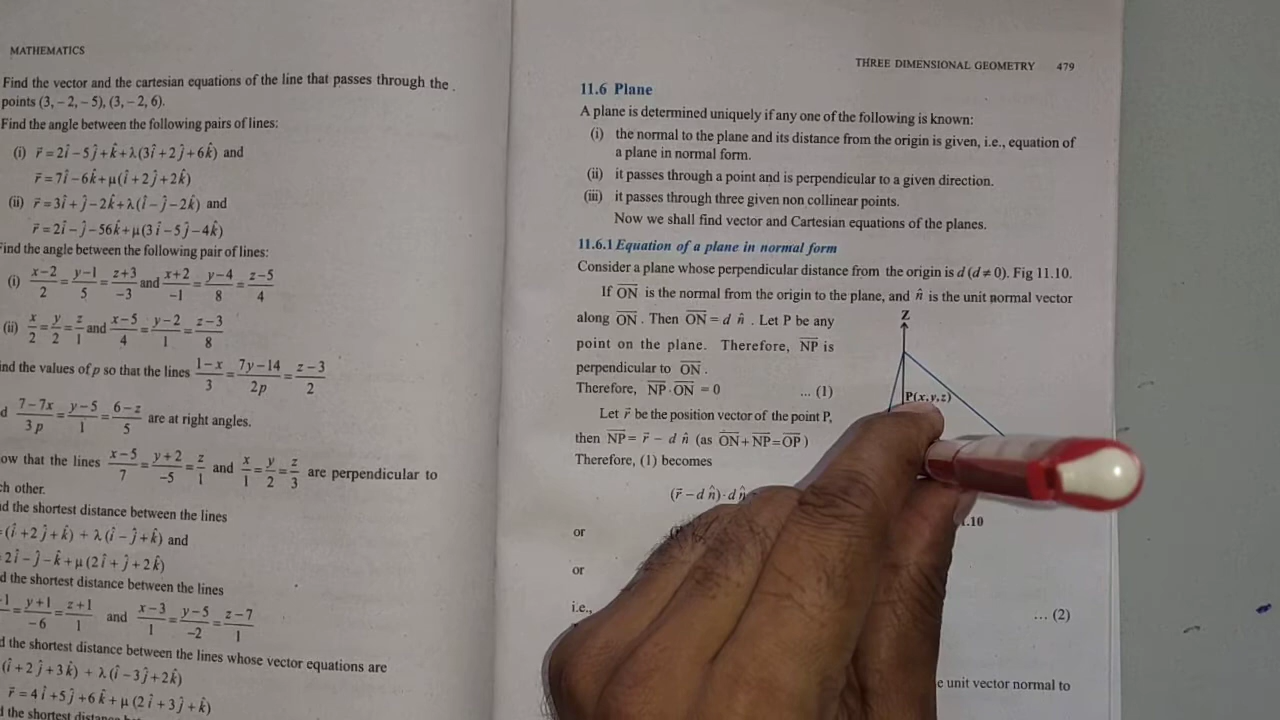 MATHEMATICS
Find the vector and the cartesian equations of the line that passes through the
points (3, – 2, – 5), (3, – 2, 6).
Find the angle between the following pairs of lines:
(i) r⃗ = 2î – 5ĵ + k̂ + λ(3î + 2ĵ + 6k̂) and
r⃗ = 7î – 6k̂ + μ(î + 2ĵ + 2k̂)
(ii) r⃗ = 3î + ĵ – 2k̂ + λ(î – ĵ – 2k̂) and
r⃗ = 2î – ĵ – 56k̂ + μ(3î – 5ĵ – 4k̂)
Find the angle between the following pair of lines:
(i) (x–2)/2 = (y–1)/5 = (z+3)/–3 and (x+2)/–1 = (y–4)/8 = (z–5)/4
(ii) x/2 = y/2 = z/1 and (x–5)/4 = (y–2)/1 = (z–3)/8
nd the values of p so that the lines (1–x)/3 = (7y–14)/2p = (z–3)/2
d (7–7x)/3p = (y–5)/1 = (6–z)/5 are at right angles.
ow that the lines (x–5)/7 = (y+2)/–5 = z/1 and x/1 = y/2 = z/3 are perpendicular to
ch other.
d the shortest distance between the lines
= (î + 2ĵ + k̂) + λ(î – ĵ + k̂) and
2î – ĵ – k̂ + μ(2î + ĵ + 2k̂)
d the shortest distance between the lines
= (y+1)/–6 = (z+1)/1 and (x–3)/1 = (y–5)/–2 = (z–7)/1
d the shortest distance between the lines whose vector equations are
(î + 2ĵ + 3k̂) + λ(î – 3ĵ + 2k̂)
r⃗ = 4î + 5ĵ + 6k̂ + μ(2î + 3ĵ + k̂)
d the shortest
THREE DIMENSIONAL GEOMETRY 479
11.6 Plane
A plane is determined uniquely if any one of the following is known:
(i) the normal to the plane and its distance from the origin is given, i.e., equation of
a plane in normal form.
(ii) it passes through a point and is perpendicular to a given direction.
(iii) it passes through three given non collinear points.
Now we shall find vector and Cartesian equations of the planes.
11.6.1 Equation of a plane in normal form
Consider a plane whose perpendicular distance from the origin is d (d ≠ 0). Fig 11.10.
If ON is the normal from the origin to the plane, and n̂ is the unit normal vector
along ON . Then ON = d n̂ . Let P be any
point on the plane. Therefore, NP is
perpendicular to ON .
Therefore, NP · ON = 0 ... (1)
Let r⃗ be the position vector of the point P,
then NP = r⃗ – d n̂ (as ON + NP = OP )
Therefore, (1) becomes
(r⃗ – d n̂) · d n̂
or
or
i.e.,
... (2)
e unit vector normal to
Z
P(x,y,z)
.10